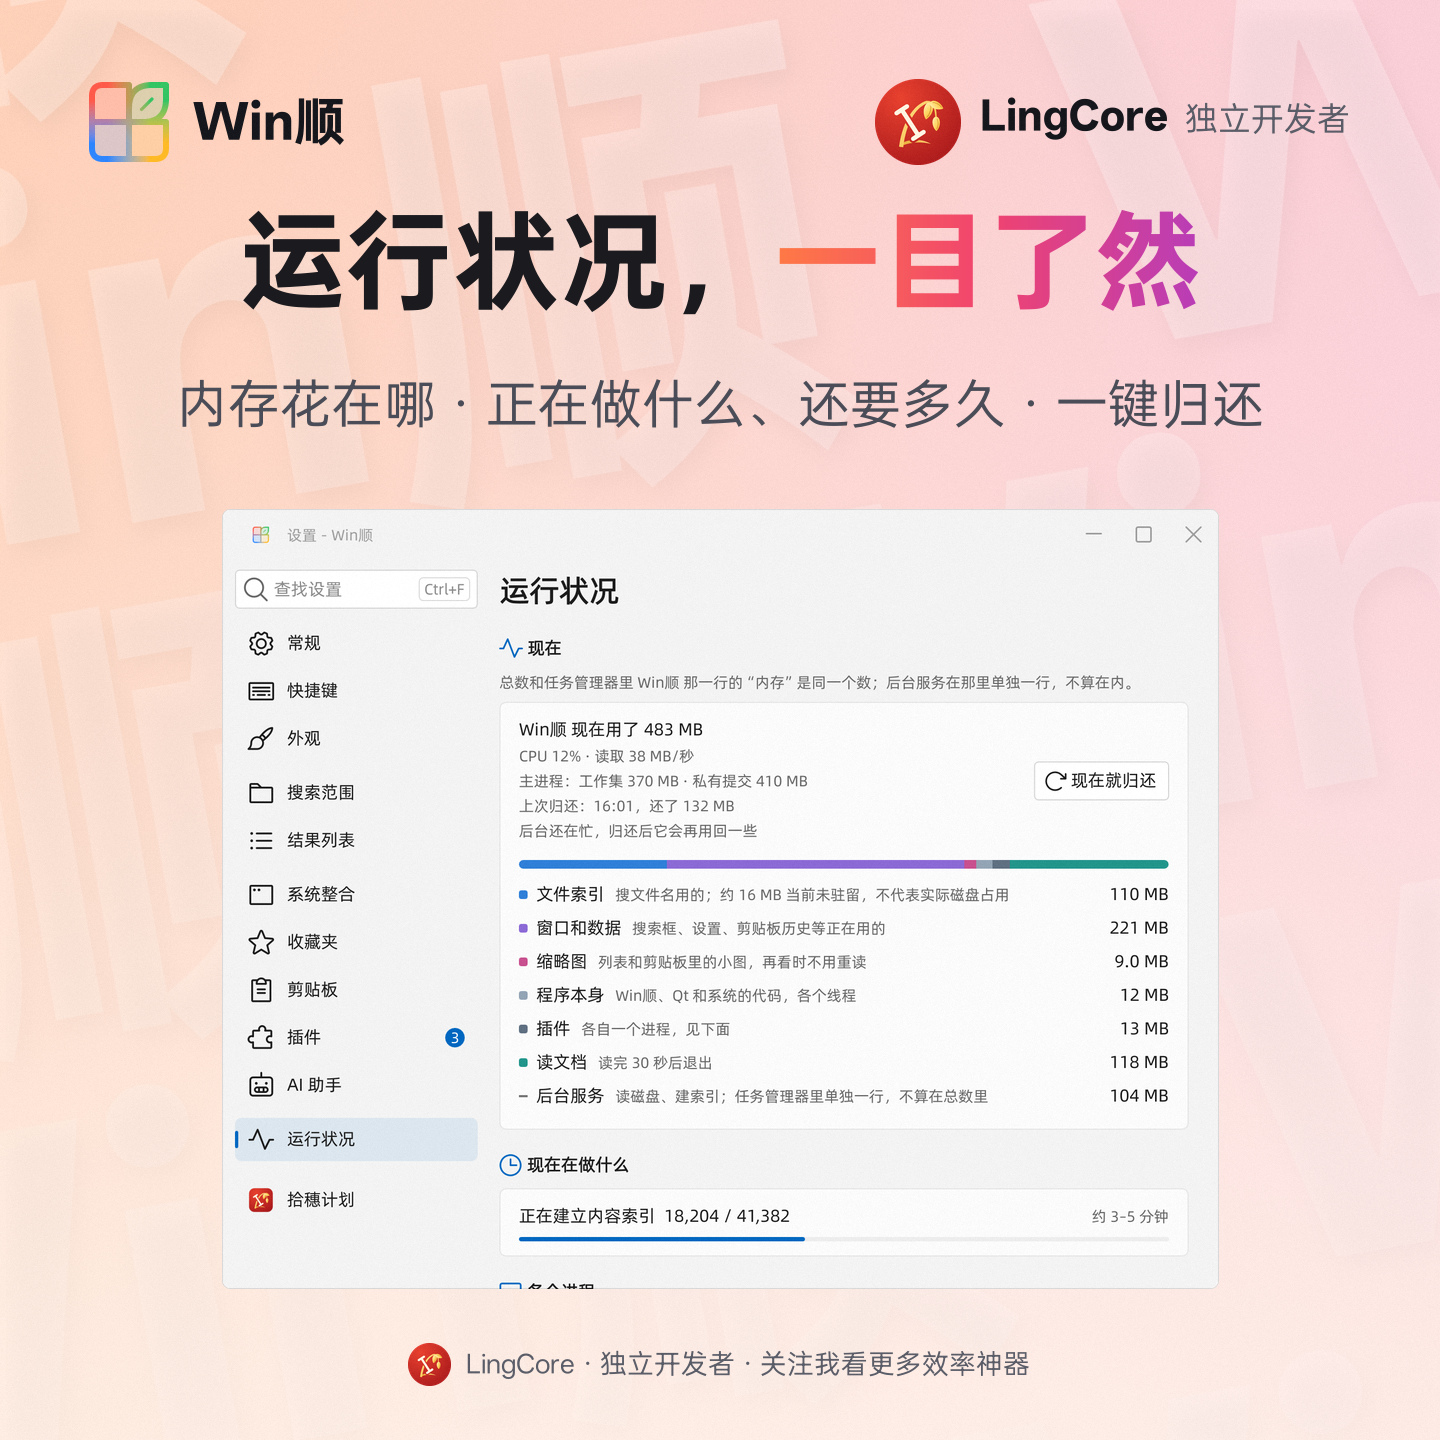 Win顺
LingCore 独立开发者
运行状况，一目了然
内存花在哪 · 正在做什么、还要多久 · 一键归还
设置 - Win顺
查找设置 Ctrl+F
常规
快捷键
外观
搜索范围
结果列表
系统整合
收藏夹
剪贴板
插件 3
AI 助手
运行状况
拾穗计划
运行状况
现在
总数和任务管理器里 Win顺 那一行的 “内存” 是同一个数；后台服务在那里单独一行，不算在内。
Win顺 现在用了 483 MB
CPU 12% · 读取 38 MB/秒
主进程：工作集 370 MB · 私有提交 410 MB
上次归还：16:01，还了 132 MB
后台还在忙，归还后它会再用回一些
现在就归还
文件索引 搜文件名用的；约 16 MB 当前未驻留，不代表实际磁盘占用 110 MB
窗口和数据 搜索框、设置、剪贴板历史等正在用的 221 MB
缩略图 列表和剪贴板里的小图，再看时不用重读 9.0 MB
程序本身 Win顺、Qt 和系统的代码，各个线程 12 MB
插件 各自一个进程，见下面 13 MB
读文档 读完 30 秒后退出 118 MB
后台服务 读磁盘、建索引；任务管理器里单独一行，不算在总数里 104 MB
现在在做什么
正在建立内容索引 18,204 / 41,382 约 3-5 分钟
各个进程
LingCore · 独立开发者 · 关注我看更多效率神器